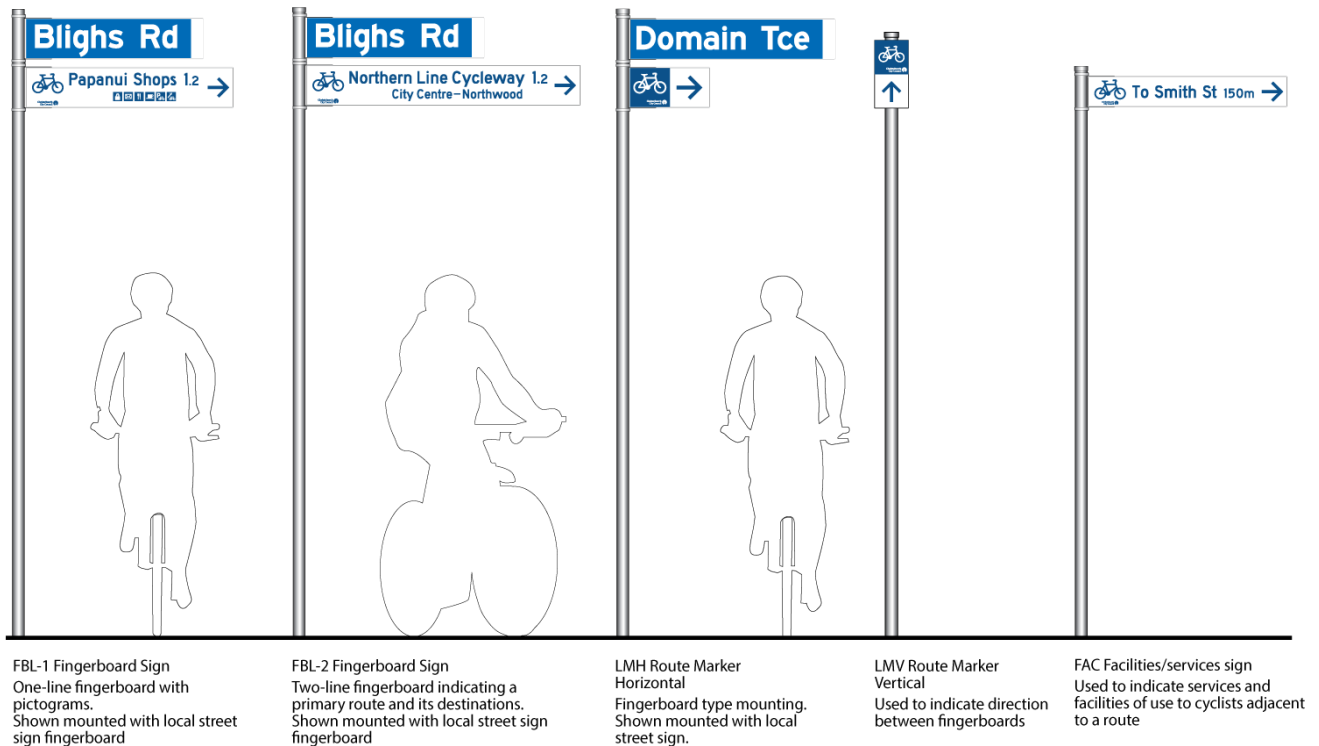 Blighs Rd
Papanui Shops 1.2
Blighs Rd
Northern Line Cycleway 1.2
City Centre–Northwood
Domain Tce
To Smith St 150m
FBL-1 Fingerboard Sign
One-line fingerboard with
pictograms.
Shown mounted with local street
sign fingerboard
FBL-2 Fingerboard Sign
Two-line fingerboard indicating a
primary route and its destinations.
Shown mounted with local street sign
fingerboard
LMH Route Marker
Horizontal
Fingerboard type mounting.
Shown mounted with local
street sign.
LMV Route Marker
Vertical
Used to indicate direction
between fingerboards
FAC Facilities/services sign
Used to indicate services and
facilities of use to cyclists adjacent
to a route